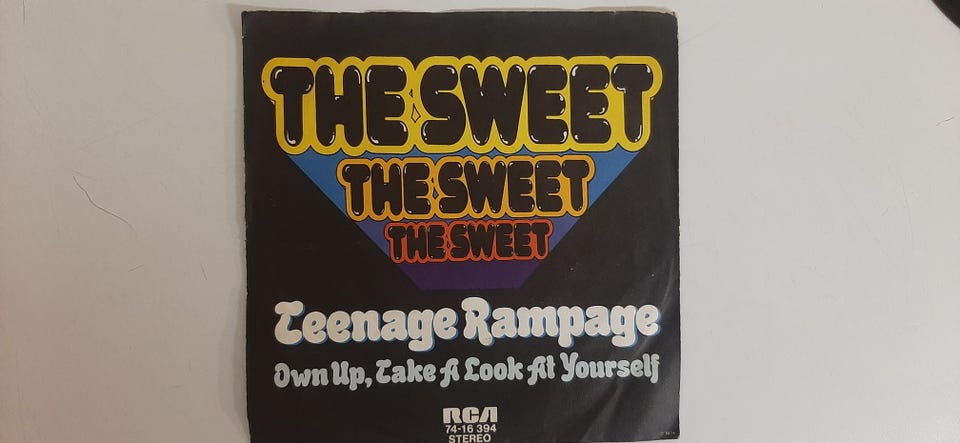 THE SWEET
THE SWEET
THE SWEET
Teenage Rampage
Own Up, Take A Look At Yourself
RCA
74-16 394
STEREO